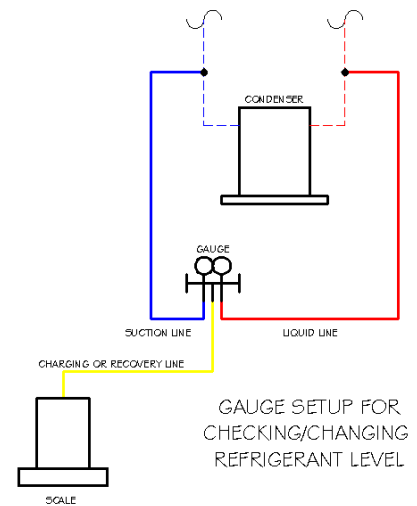 CONDENSER
GAUGE
SUCTION LINE
LIQUID LINE
CHARGING OR RECOVERY LINE
GAUGE SETUP FOR
CHECKING/CHANGING
REFRIGERANT LEVEL
SCALE